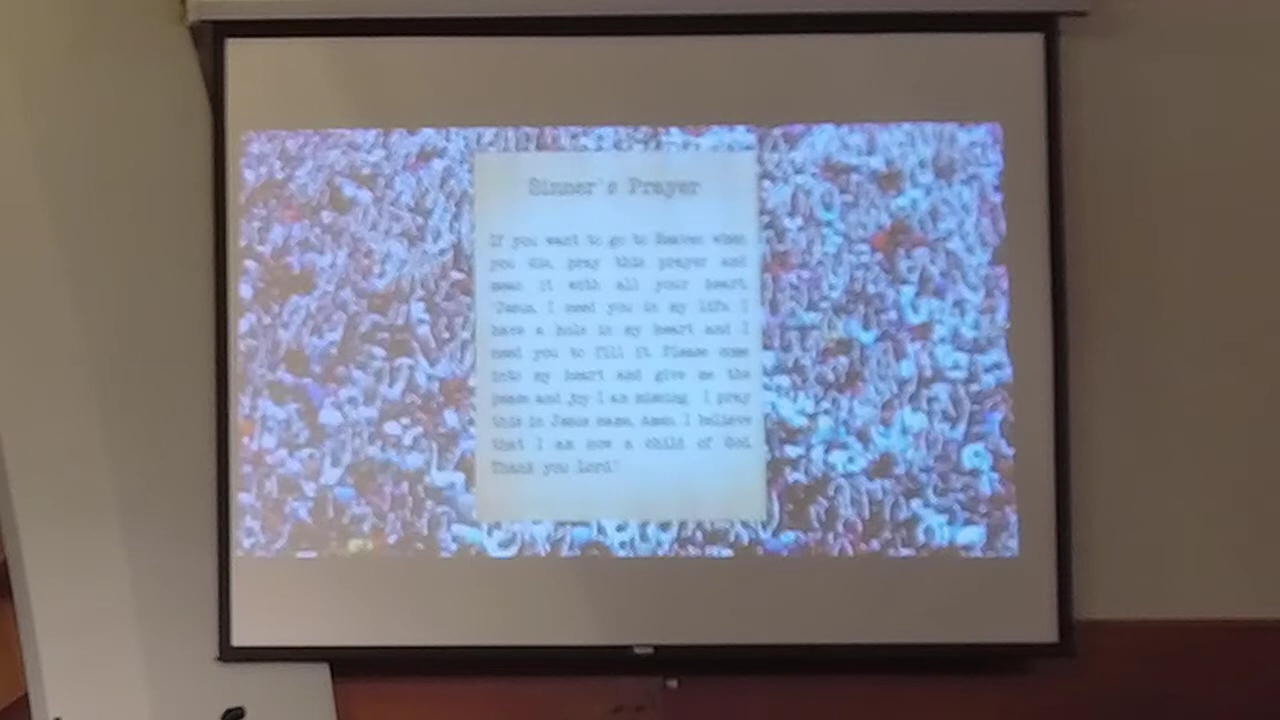 Sinner's Prayer
If you want to go to Heaven when
you die, pray this prayer and
mean it with all your heart.
"Jesus, I need you in my life. I
have a hole in my heart and I
need you to fill it. Please come
into my heart and give me the
peace and joy I am missing. I pray
this in Jesus name, Amen. I believe
that I am now a child of God.
Thank you Lord!"